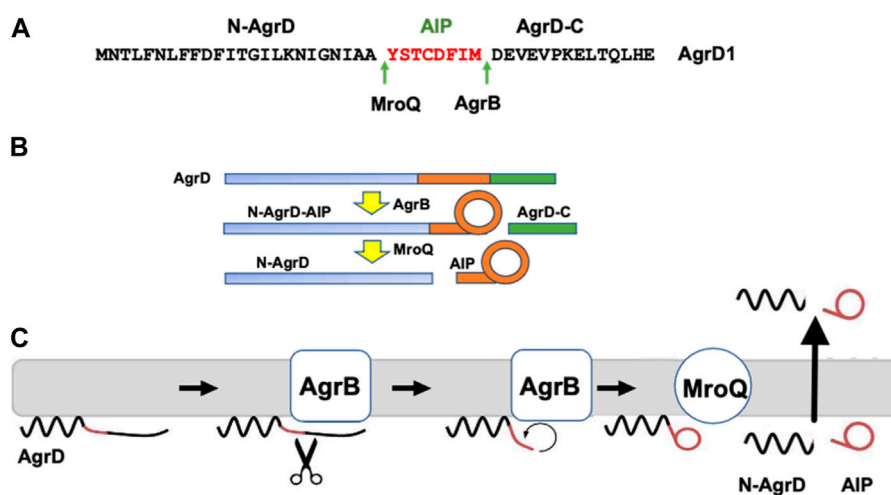 A
N-AgrD AIP AgrD-C
MNTLFNLFFDFITGILKNIGNIAA YSTCDFIM DEVEVPKELTQLHE AgrD1
MroQ AgrB
B
AgrD
AgrB
N-AgrD-AIP AgrD-C
MroQ
N-AgrD AIP
C
AgrB AgrB MroQ
AgrD
N-AgrD AIP